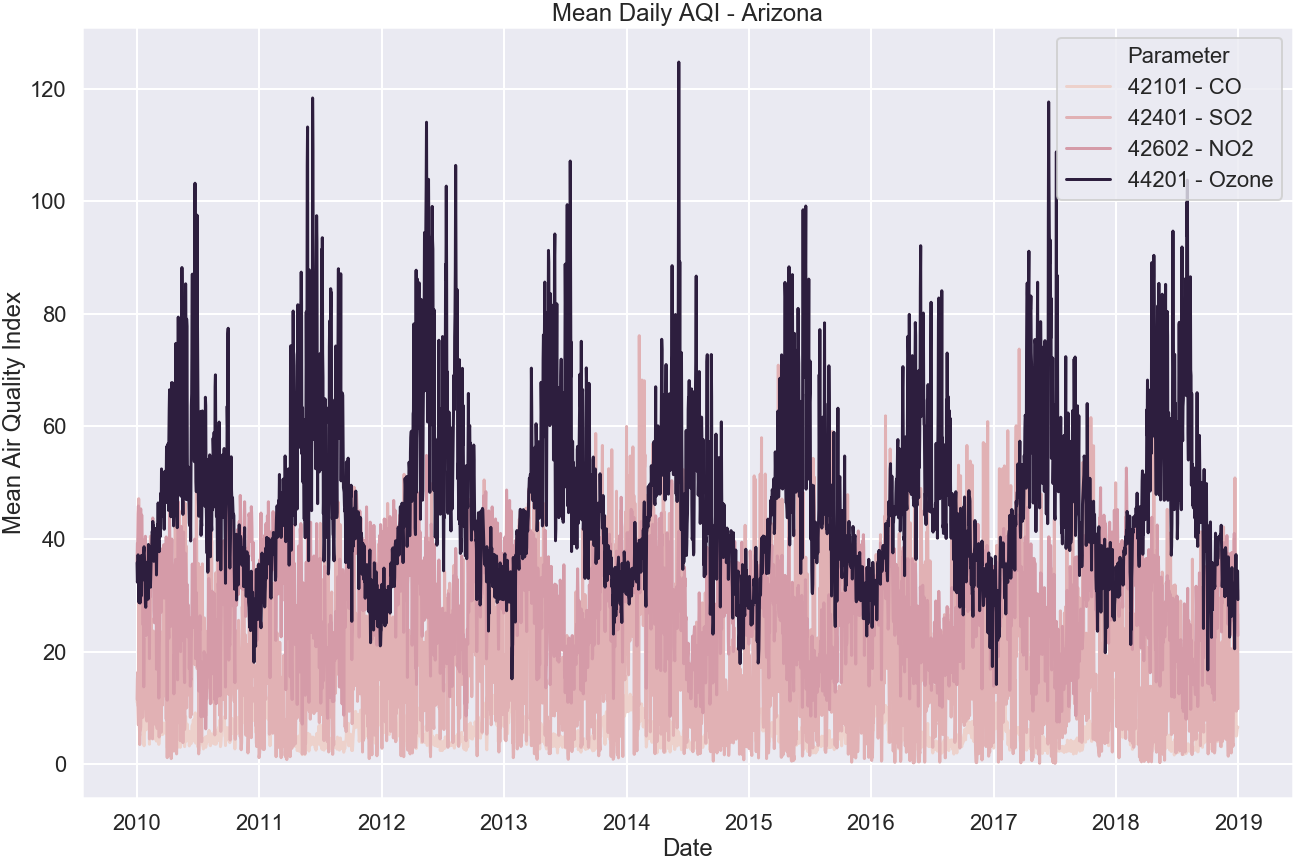 Mean Daily AQI - Arizona
Mean Air Quality Index
120
100
80
60
40
20
0
Parameter
42101 - CO
42401 - SO2
42602 - NO2
44201 - Ozone
2010 2011 2012 2013 2014 2015 2016 2017 2018 2019
Date